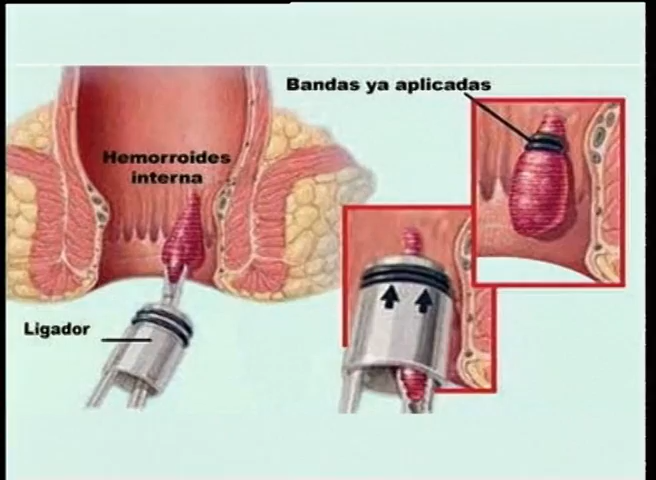 Bandas ya aplicadas
Hemorroides
interna
Ligador